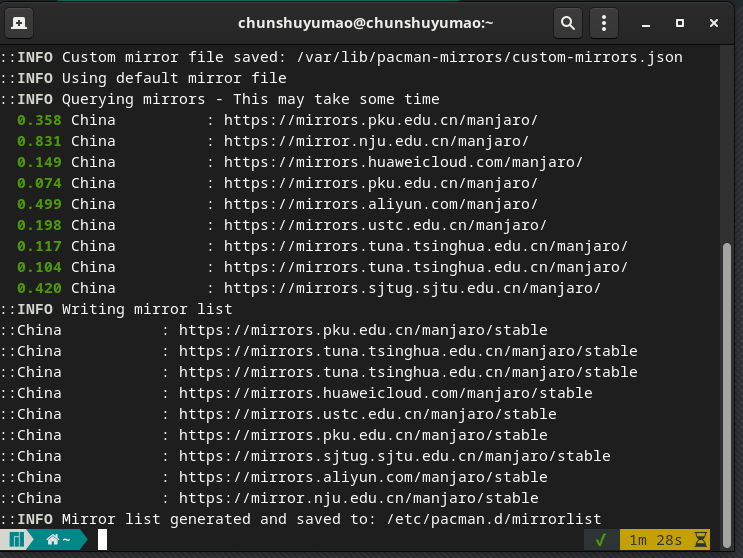 chunshuyumao@chunshuyumao:~
::INFO Custom mirror file saved: /var/lib/pacman-mirrors/custom-mirrors.json
::INFO Using default mirror file
::INFO Querying mirrors - This may take some time
0.358 China : https://mirrors.pku.edu.cn/manjaro/
0.831 China : https://mirror.nju.edu.cn/manjaro/
0.149 China : https://mirrors.huaweicloud.com/manjaro/
0.074 China : https://mirrors.pku.edu.cn/manjaro/
0.499 China : https://mirrors.aliyun.com/manjaro/
0.198 China : https://mirrors.ustc.edu.cn/manjaro/
0.117 China : https://mirrors.tuna.tsinghua.edu.cn/manjaro/
0.104 China : https://mirrors.tuna.tsinghua.edu.cn/manjaro/
0.420 China : https://mirrors.sjtug.sjtu.edu.cn/manjaro/
::INFO Writing mirror list
::China : https://mirrors.pku.edu.cn/manjaro/stable
::China : https://mirrors.tuna.tsinghua.edu.cn/manjaro/stable
::China : https://mirrors.tuna.tsinghua.edu.cn/manjaro/stable
::China : https://mirrors.huaweicloud.com/manjaro/stable
::China : https://mirrors.ustc.edu.cn/manjaro/stable
::China : https://mirrors.pku.edu.cn/manjaro/stable
::China : https://mirrors.sjtug.sjtu.edu.cn/manjaro/stable
::China : https://mirrors.aliyun.com/manjaro/stable
::China : https://mirror.nju.edu.cn/manjaro/stable
::INFO Mirror list generated and saved to: /etc/pacman.d/mirrorlist
~ ✓ 1m 28s